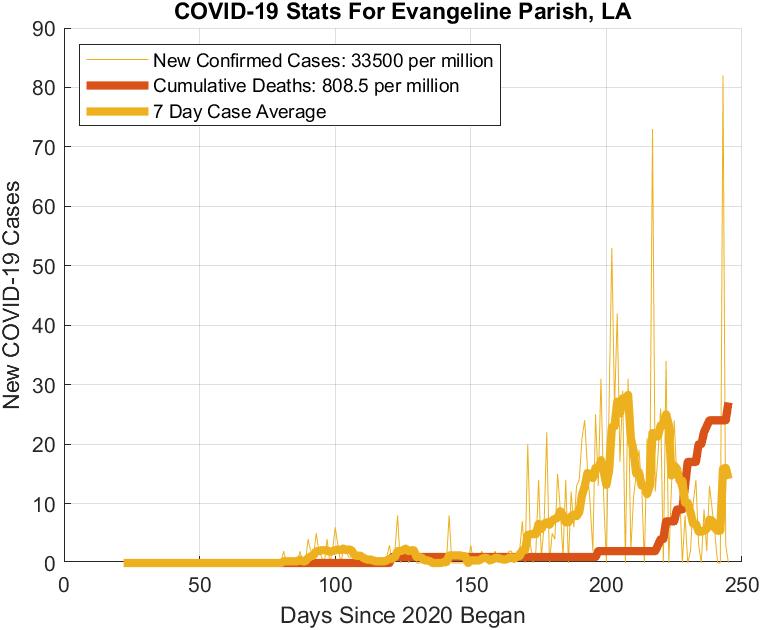 COVID-19 Stats For Evangeline Parish, LA
New Confirmed Cases: 33500 per million
Cumulative Deaths: 808.5 per million
7 Day Case Average
New COVID-19 Cases
90
80
70
60
50
40
30
20
10
0
0 50 100 150 200 250
Days Since 2020 Began